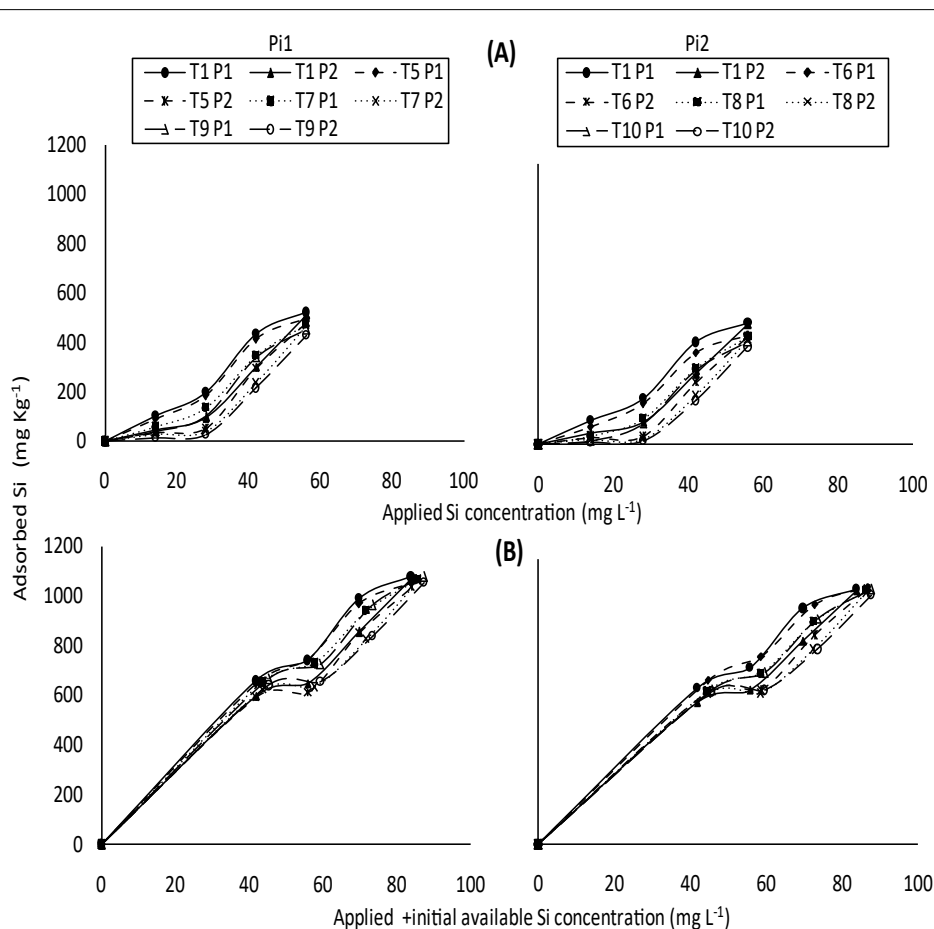 Pi1
(A)
Pi2
T1 P1
T1 P2
T5 P1
T5 P2
T7 P1
T7 P2
T9 P1
T9 P2
T1 P1
T1 P2
T6 P1
T6 P2
T8 P1
T8 P2
T10 P1
T10 P2
1200
1000
800
600
400
200
0
0 20 40 60 80 100
0 20 40 60 80 100
Applied Si concentration (mg L-1)
Adsorbed Si (mg Kg-1)
(B)
1200
1000
800
600
400
200
0
0 20 40 60 80 100
0 20 40 60 80 100
Applied +initial available Si concentration (mg L-1)